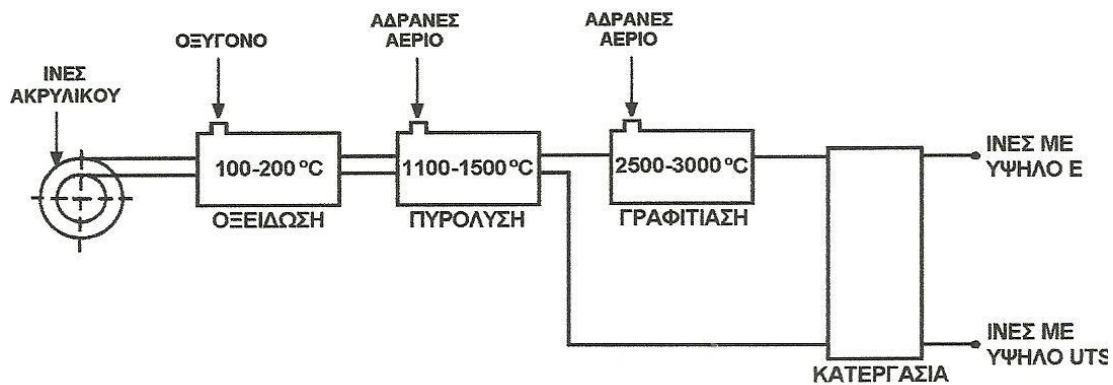 ΙΝΕΣ
ΑΚΡΥΛΙΚΟΥ
ΟΞΥΓΟΝΟ
ΑΔΡΑΝΕΣ
ΑΕΡΙΟ
ΑΔΡΑΝΕΣ
ΑΕΡΙΟ
100-200 °C
ΟΞΕΙΔΩΣΗ
1100-1500 °C
ΠΥΡΟΛΥΣΗ
2500-3000 °C
ΓΡΑΦΙΤΙΑΣΗ
ΙΝΕΣ ΜΕ
ΥΨΗΛΟ Ε
ΙΝΕΣ ΜΕ
ΥΨΗΛΟ UTS
ΚΑΤΕΡΓΑΣΙΑ